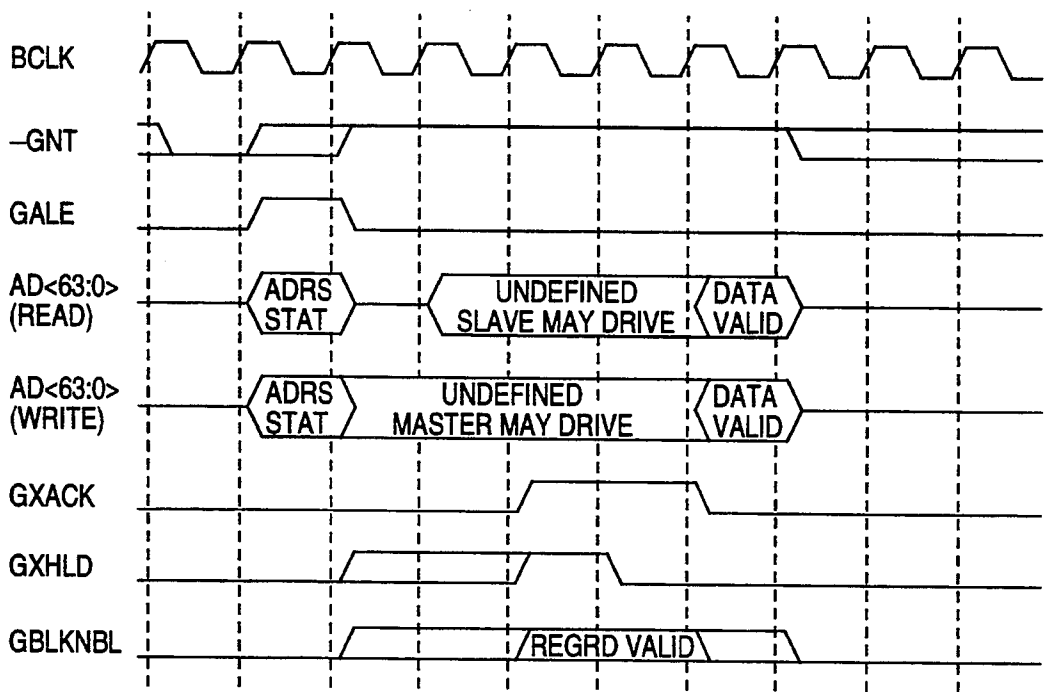 BCLK
–GNT
GALE
AD<63:0>
(READ)
ADRS
STAT
UNDEFINED
SLAVE MAY DRIVE
DATA
VALID
AD<63:0>
(WRITE)
ADRS
STAT
UNDEFINED
MASTER MAY DRIVE
DATA
VALID
GXACK
GXHLD
GBLKNBL
REGRD VALID